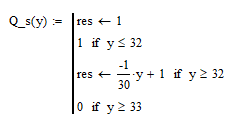 Q_s(y) := | res ← 1
1 if y ≤ 32
res ← -1/30 · y + 1 if y ≥ 32
0 if y ≥ 33